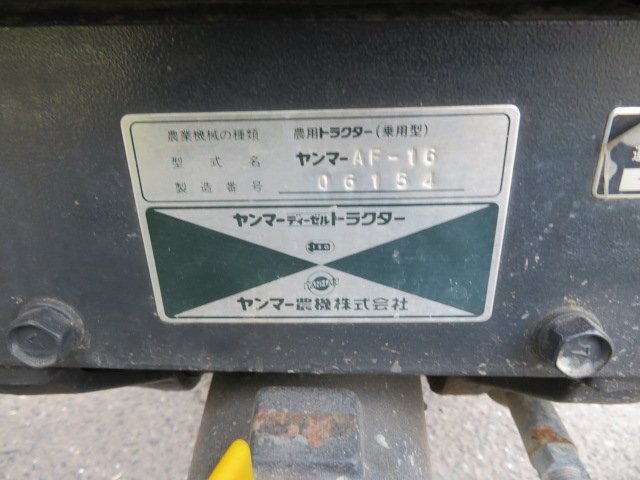 農業機械の種類 農用トラクター(乗用型)
型式名 ヤンマーAF-16
製造番号 06154
ヤンマーディーゼルトラクター
YANMAR
ヤンマー農機株式会社
7